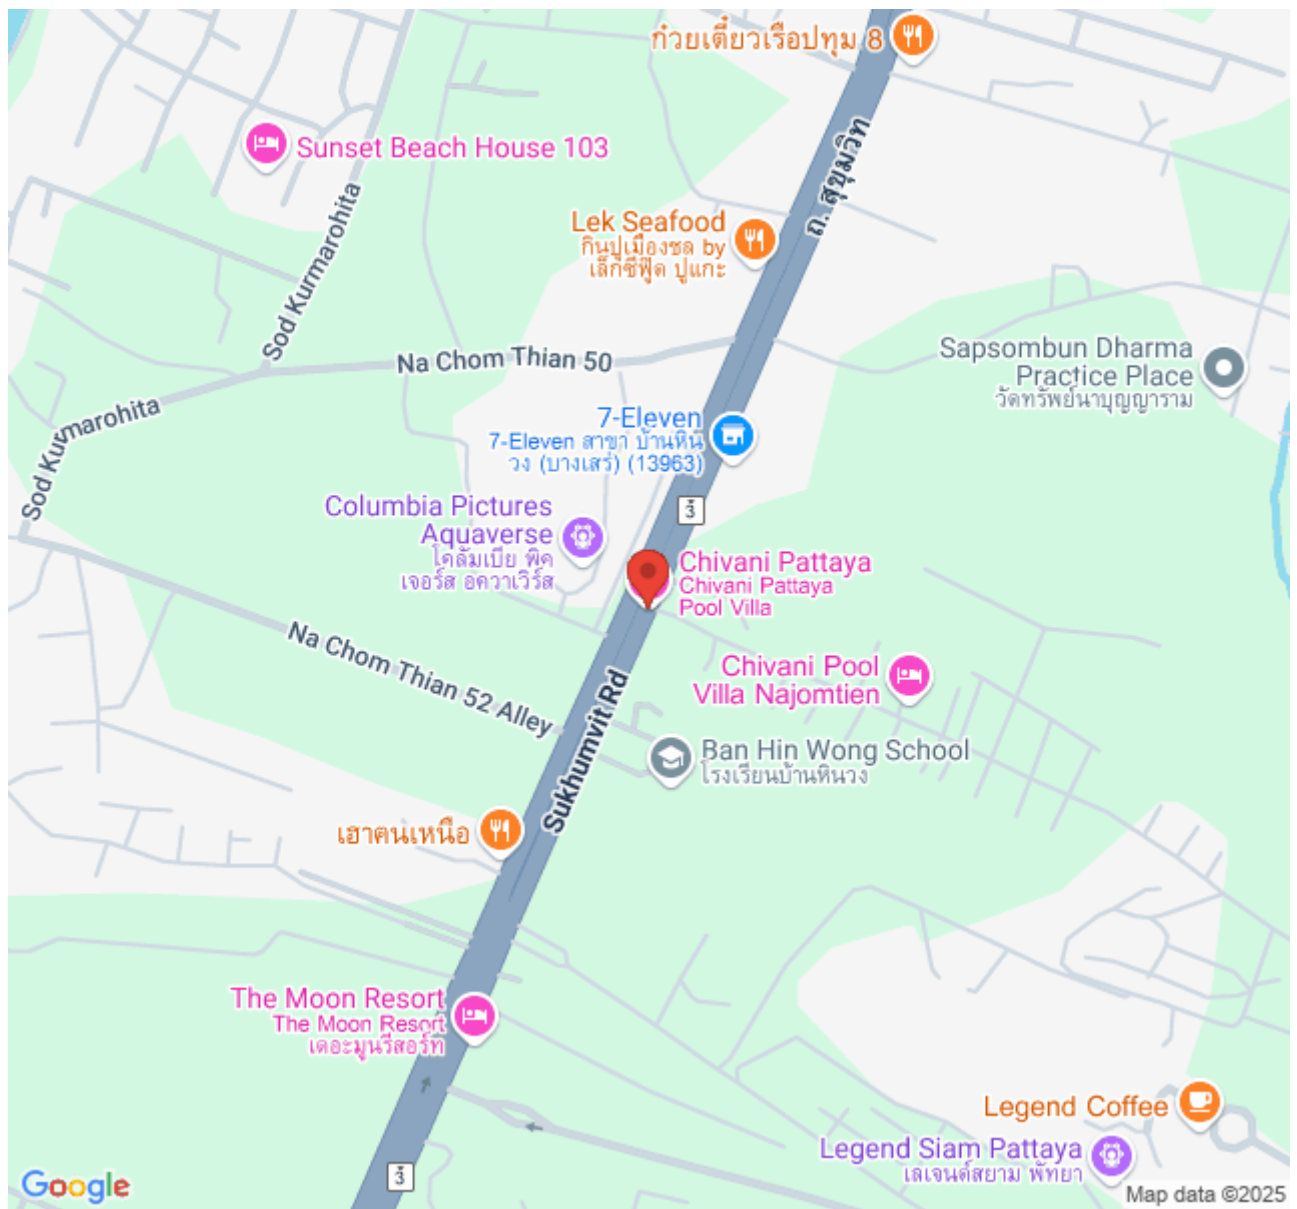 ก๋วยเตี๋ยวเรือปทุม 8
Sunset Beach House 103
ถ. สุขุมวิท
Sod Kurmarohita
Lek Seafood
กินปูเมืองชล by
เล็กซีฟู๊ด ปูแกะ
Na Chom Thian 50
Sapsombun Dharma
Practice Place
วัดทรัพย์นาบุญญาราม
Sod Kurmarohita
7-Eleven
7-Eleven สาขา บ้านหิน
วง (บางเสร่) (13963)
3
Columbia Pictures
Aquaverse
โคลัมเบีย พิค
เจอร์ส อควาเวิร์ส
Chivani Pattaya
Chivani Pattaya
Pool Villa
Na Chom Thian 52 Alley
Chivani Pool
Villa Najomtien
Sukhumvit Rd
Ban Hin Wong School
โรงเรียนบ้านหินวง
เฮาคนเหนือ
The Moon Resort
The Moon Resort
เดอะมูนรีสอร์ท
Legend Coffee
Legend Siam Pattaya
เลเจนด์สยาม พัทยา
3
Google
Map data ©2025